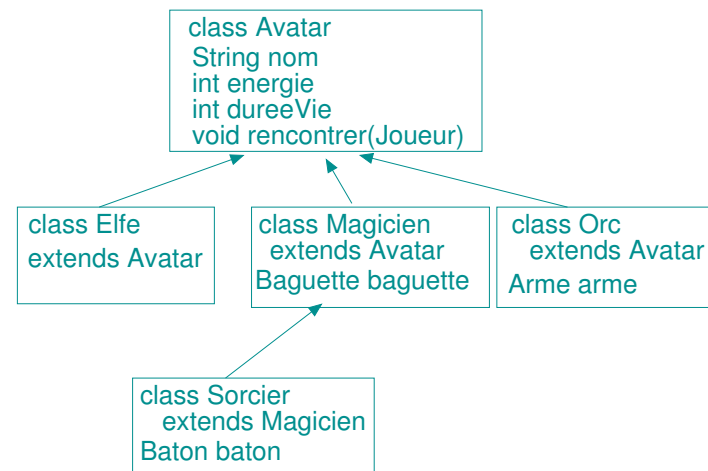 class Avatar
String nom
int energie
int dureeVie
void rencontrer(Joueur)
class Elfe
extends Avatar
class Magicien
extends Avatar
Baguette baguette
class Orc
extends Avatar
Arme arme
class Sorcier
extends Magicien
Baton baton